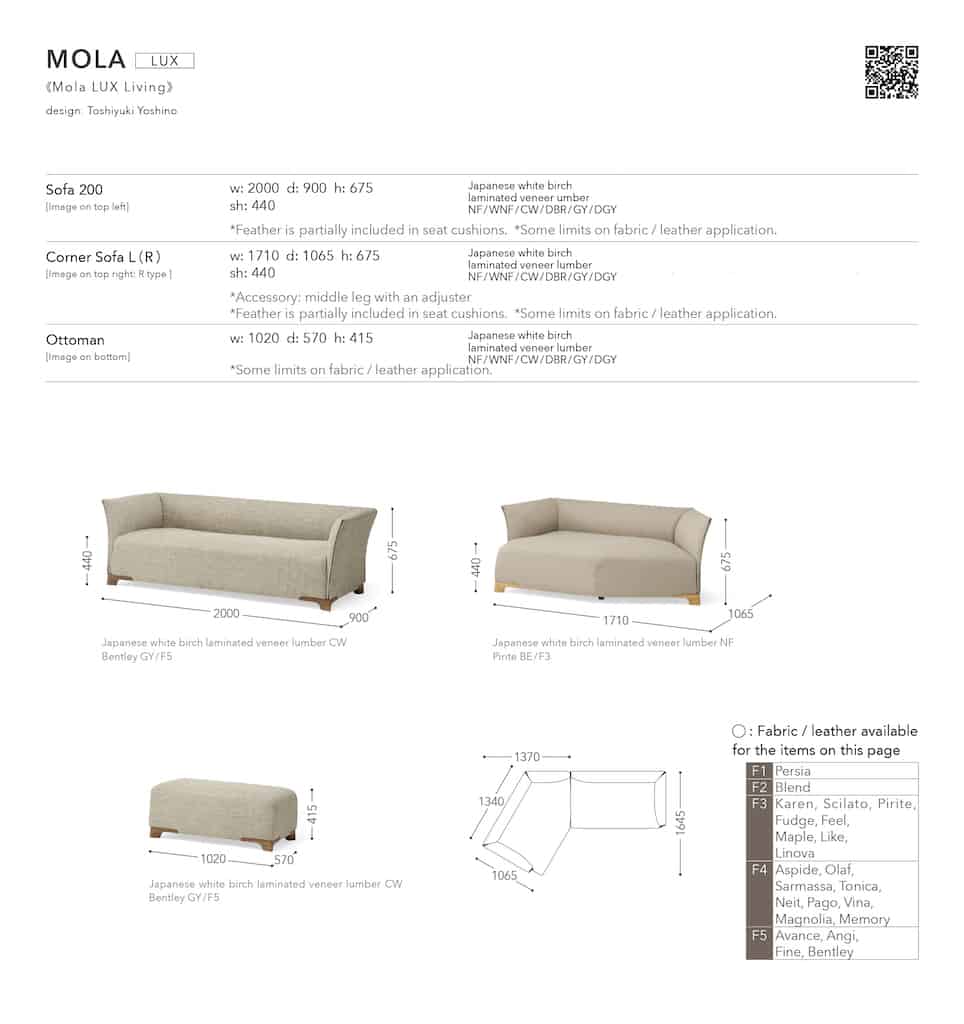 MOLA LUX
《Mola LUX Living》
design: Toshiyuki Yoshino
Sofa 200
[Image on top left]
w: 2000 d: 900 h: 675
sh: 440
Japanese white birch
laminated veneer umber
NF/WNF/CW/DBR/GY/DGY
*Feather is partially included in seat cushions. *Some limits on fabric / leather application.
Corner Sofa L (R)
[Image on top right: R type ]
w: 1710 d: 1065 h: 675
sh: 440
Japanese white birch
laminated veneer lumber
NF/WNF/CW/DBR/GY/DGY
*Accessory: middle leg with an adjuster
*Feather is partially included in seat cushions. *Some limits on fabric / leather application.
Ottoman
[Image on bottom]
w: 1020 d: 570 h: 415
Japanese white birch
laminated veneer lumber
NF/WNF/CW/DBR/GY/DGY
*Some limits on fabric / leather application.
440
675
2000
900
Japanese white birch laminated veneer lumber CW
Bentley GY/F5
440
675
1710
1065
Japanese white birch laminated veneer lumber NF
Pirite BE/F3
415
1020
570
Japanese white birch laminated veneer lumber CW
Bentley GY/F5
1370
1340
1645
1065
○: Fabric / leather available
for the items on this page
F1 Persia
F2 Blend
F3 Karen, Scilato, Pirite,
Fudge, Feel,
Maple, Like,
Linova
F4 Aspide, Olaf,
Sarmassa, Tonica,
Neit, Pago, Vina,
Magnolia, Memory
F5 Avance, Angi,
Fine, Bentley